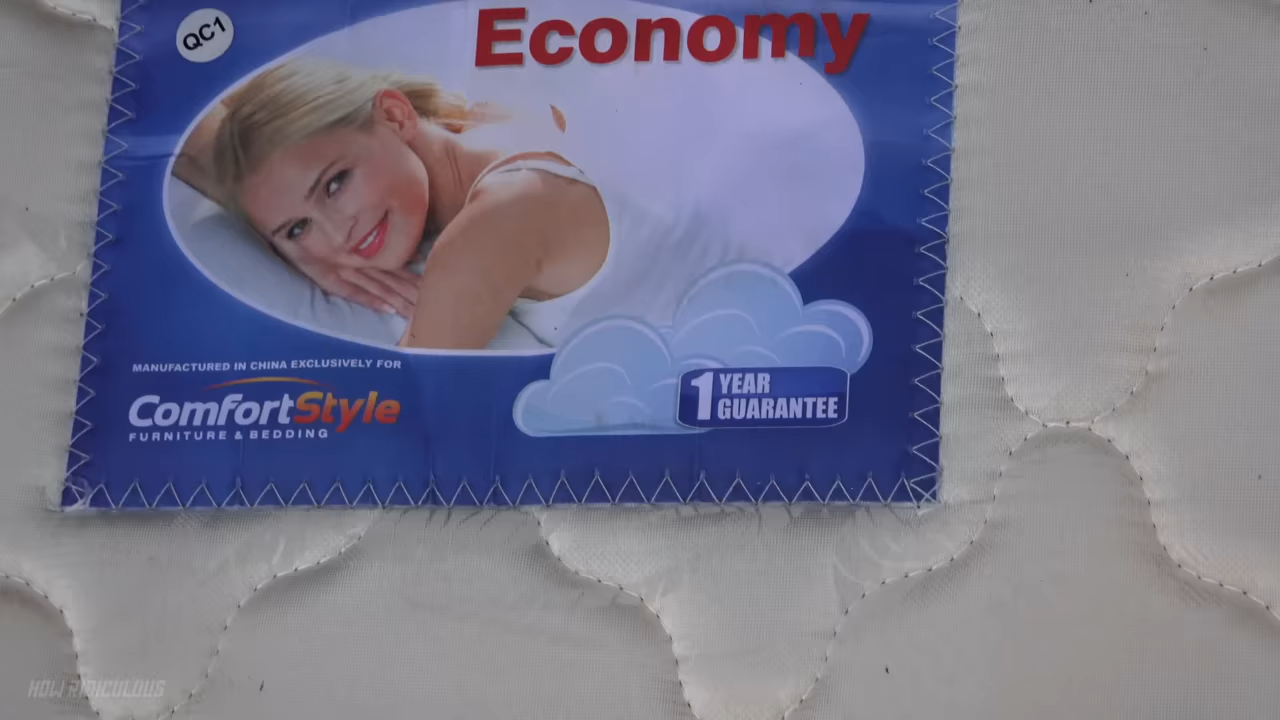 QC1
Economy
MANUFACTURED IN CHINA EXCLUSIVELY FOR
ComfortStyle
FURNITURE & BEDDING
1 YEAR
GUARANTEE
HOW RIDICULOUS